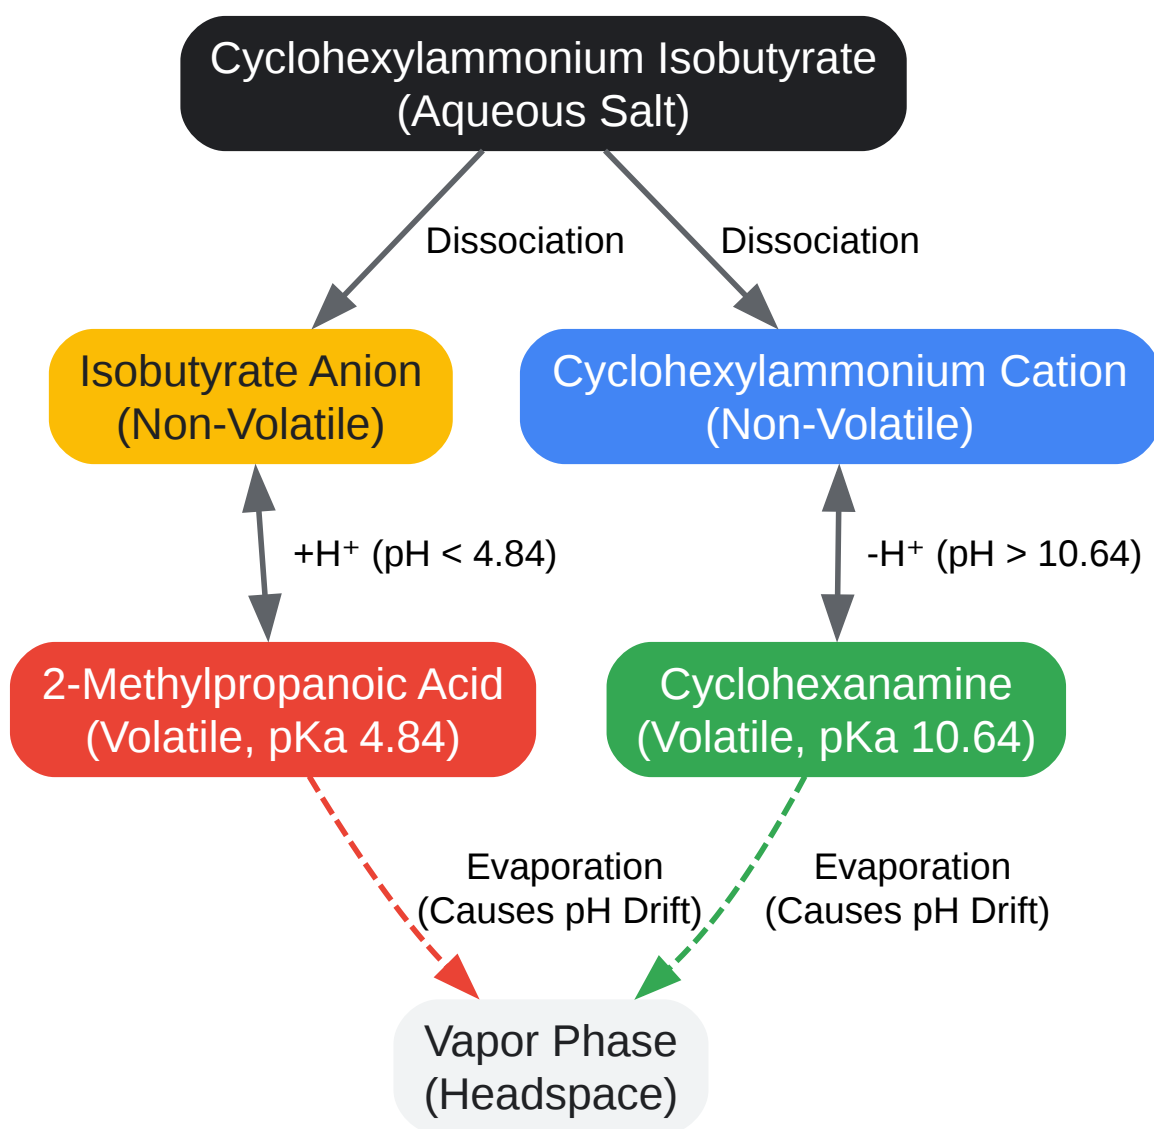 Cyclohexylammonium Isobutyrate
(Aqueous Salt)
Dissociation
Dissociation
Isobutyrate Anion
(Non-Volatile)
Cyclohexylammonium Cation
(Non-Volatile)
+H⁺ (pH < 4.84)
-H⁺ (pH > 10.64)
2-Methylpropanoic Acid
(Volatile, pKa 4.84)
Cyclohexanamine
(Volatile, pKa 10.64)
Evaporation
(Causes pH Drift)
Evaporation
(Causes pH Drift)
Vapor Phase
(Headspace)